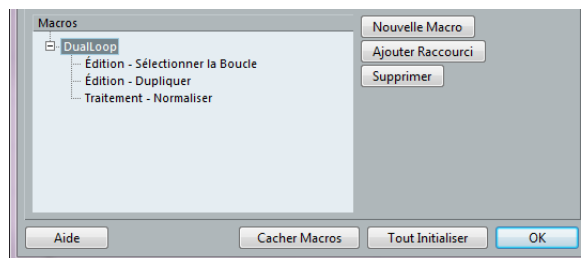 Macros
DualLoop
Édition - Sélectionner la Boucle
Édition - Dupliquer
Traitement - Normaliser
Nouvelle Macro
Ajouter Raccourci
Supprimer
Aide
Cacher Macros
Tout Initialiser
OK